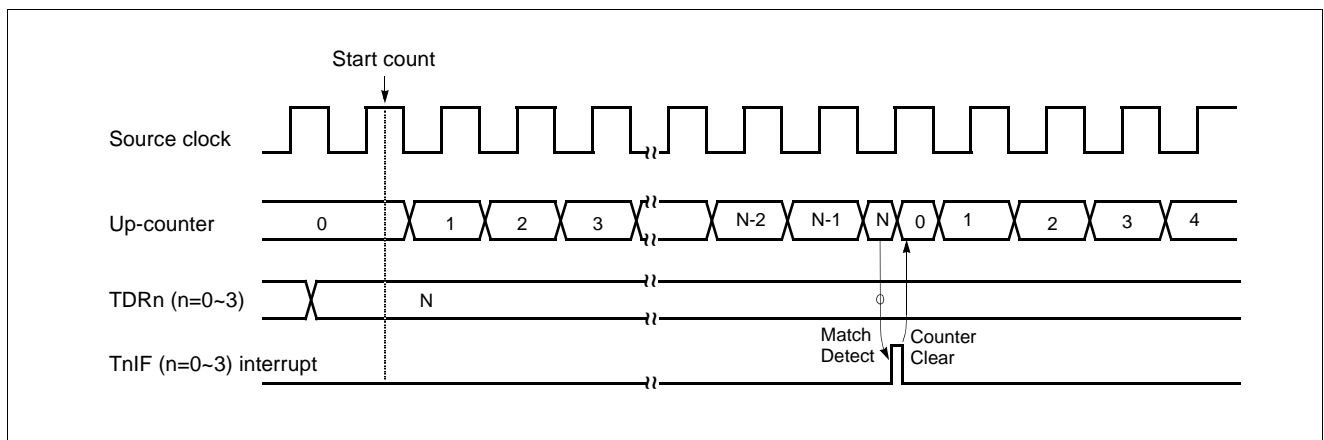 Start count
Source clock
Up-counter 0 1 2 3 N-2 N-1 N 0 1 2 3 4
TDRn (n=0~3) N
Match Detect
Counter Clear
TnIF (n=0~3) interrupt